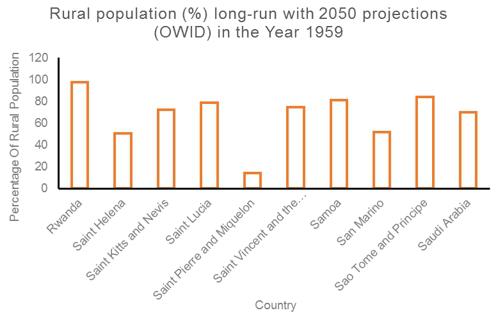 Rural population (%) long-run with 2050 projections
(OWID) in the Year 1959
Percentage Of Rural Population
120
100
80
60
40
20
0
Rwanda
Saint Helena
Saint Kitts and Nevis
Saint Lucia
Saint Pierre and Miquelon
Saint Vincent and the...
Samoa
San Marino
Sao Tome and Principe
Saudi Arabia
Country